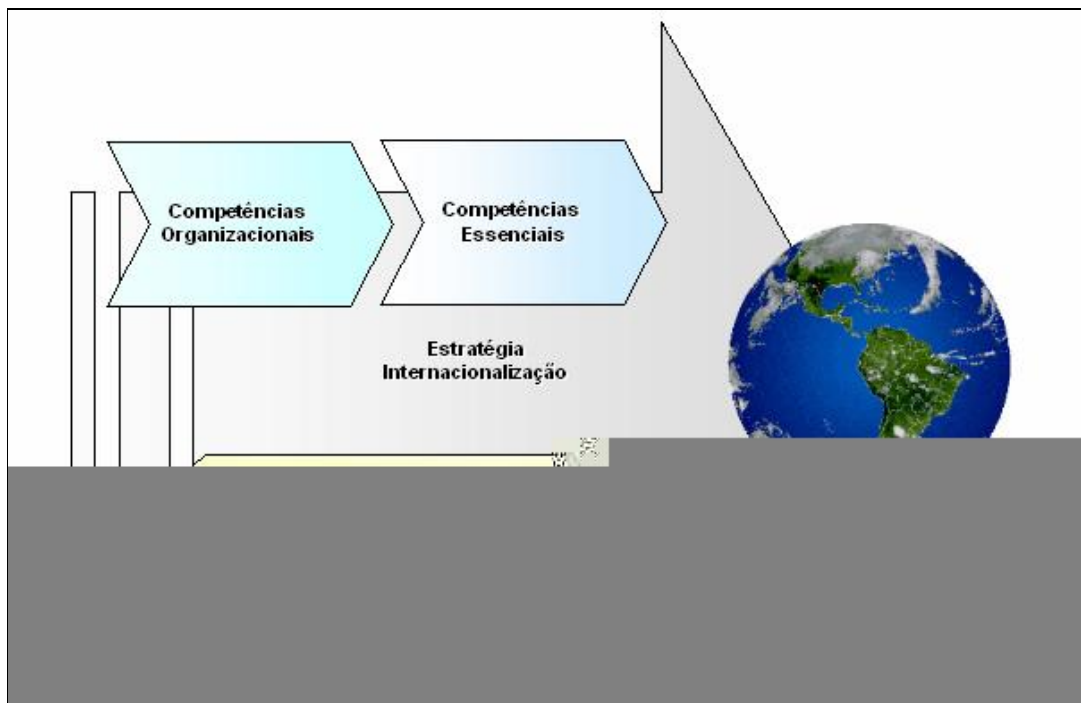 Competências
Organizacionais
Competências
Essenciais
Estratégia
Internacionalização